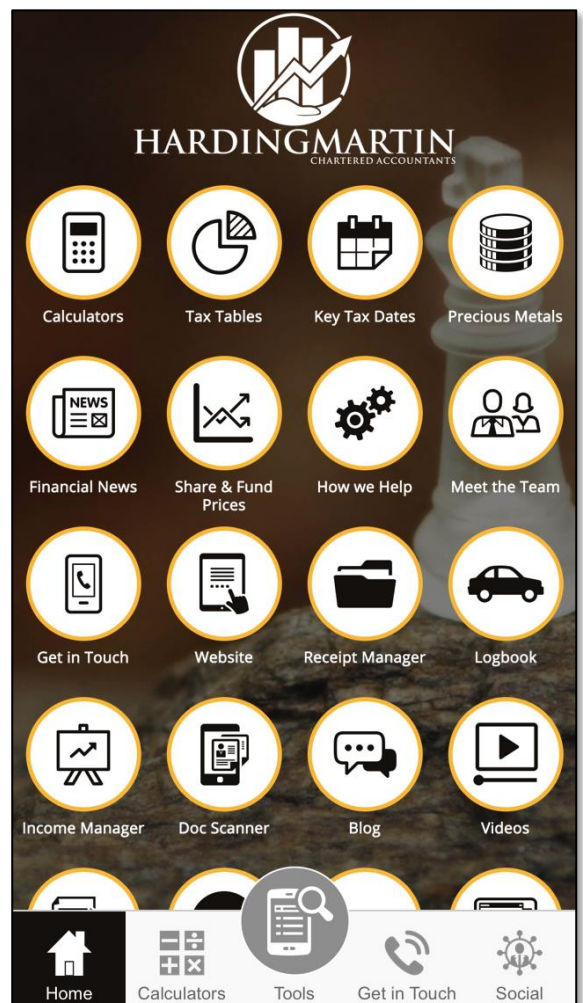 HARDINGMARTIN
CHARTERED ACCOUNTANTS
Calculators
Tax Tables
Key Tax Dates
Precious Metals
NEWS
Financial News
Share & Fund
Prices
How we Help
Meet the Team
Get in Touch
Website
Receipt Manager
Logbook
Income Manager
Doc Scanner
Blog
Videos
Home
Calculators
Tools
Get in Touch
Social